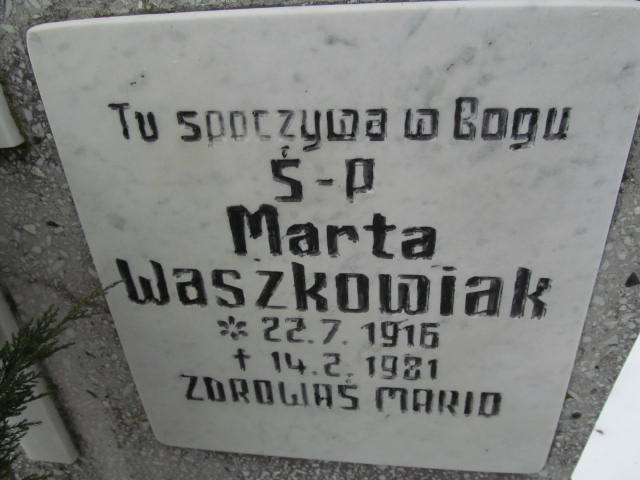 Tu spoczywa w Bogu
Ś-P
Marta
Waszkowiak
* 22.7.1916
† 14.2.1981
ZDROWAŚ MARIO